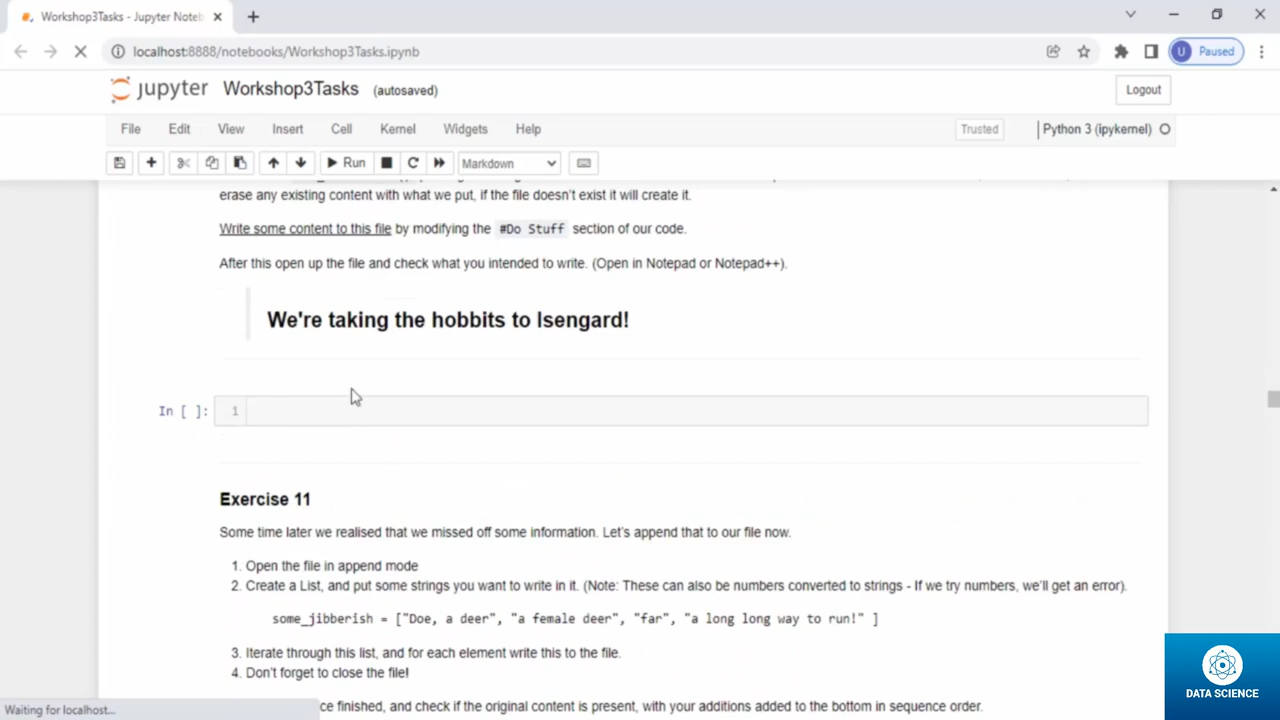 Workshop3Tasks - Jupyter Noteb
localhost:8888/notebooks/Workshop3Tasks.ipynb
U Paused
jupyter Workshop3Tasks (autosaved)
Logout
File Edit View Insert Cell Kernel Widgets Help
Trusted Python 3 (ipykernel)
Run Markdown
erase any existing content with what we put, if the file doesn't exist it will create it.
Write some content to this file by modifying the #Do Stuff section of our code.
After this open up the file and check what you intended to write. (Open in Notepad or Notepad++).
We're taking the hobbits to Isengard!
In [ ]: 1
Exercise 11
Some time later we realised that we missed off some information. Let's append that to our file now.
1. Open the file in append mode
2. Create a List, and put some strings you want to write in it. (Note: These can also be numbers converted to strings - If we try numbers, we'll get an error).
some_jibberish = ["Doe, a deer", "a female deer", "far", "a long long way to run!" ]
3. Iterate through this list, and for each element write this to the file.
4. Don't forget to close the file!
finished, and check if the original content is present, with your additions added to the bottom in sequence order.
Waiting for localhost...
DATA SCIENCE